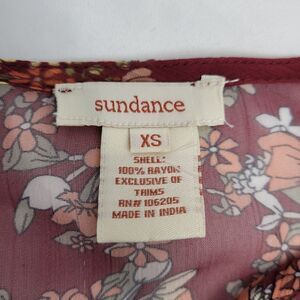 sundance
XS
SHELL:
100% RAYON
EXCLUSIVE OF
TRIMS
RN# 106205
MADE IN INDIA